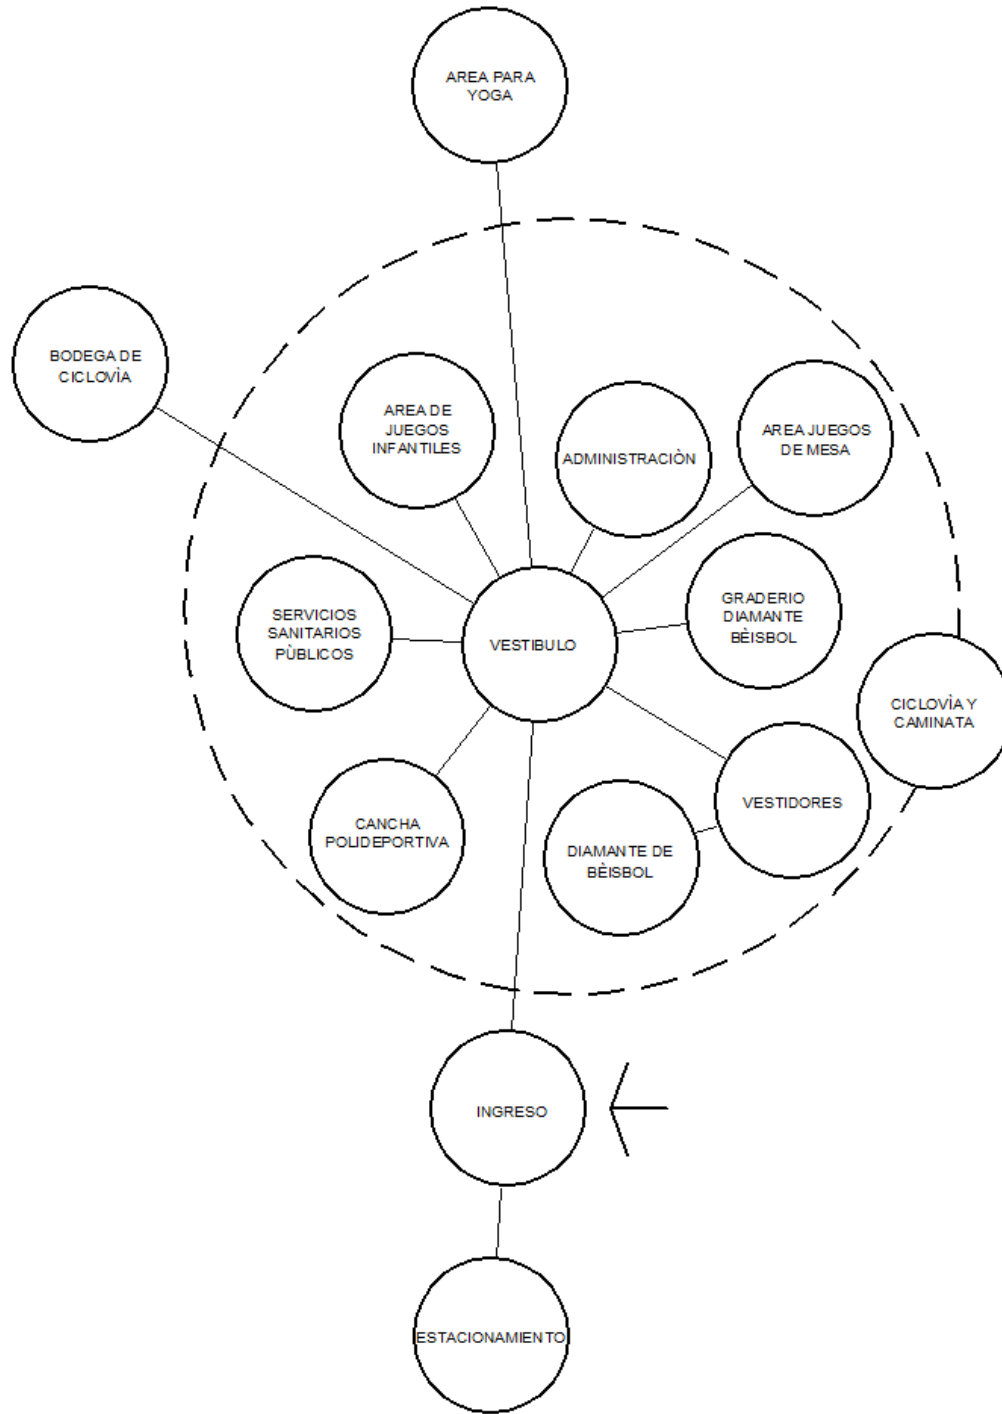 AREA PARA
YOGA
BODEGA DE
CICLOVÌA
AREA DE
JUEGOS
INFANTILES
ADMINISTRACIÒN
AREA JUEGOS
DE MESA
SERVICIOS
SANITARIOS
PÙBLICOS
VESTIBULO
GRADERIO
DIAMANTE
BÈISBOL
CICLOVÌA Y
CAMINATA
CANCHA
POLIDEPORTIVA
DIAMANTE DE
BÈISBOL
VESTIDORES
INGRESO
ESTACIONAMIENTO